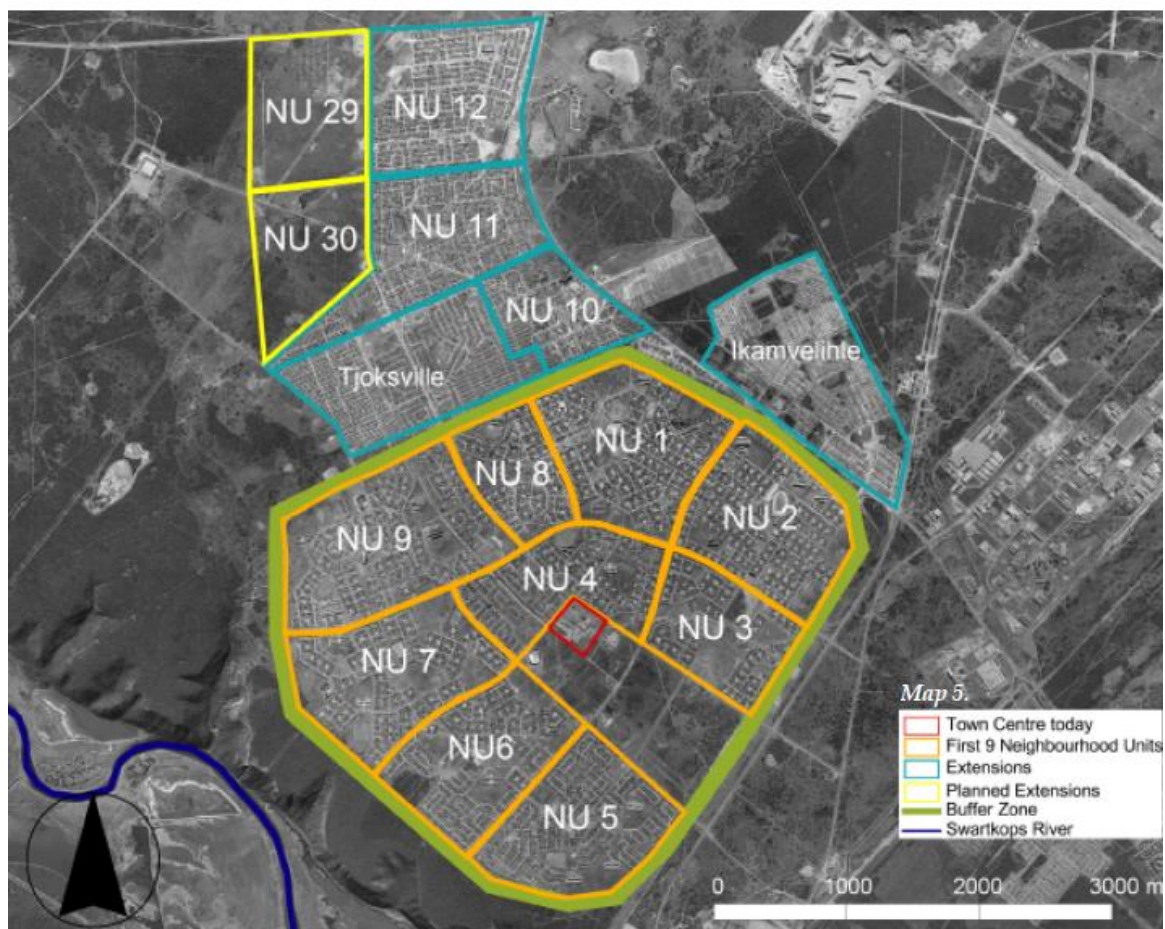 NU 29
NU 12
NU 30
NU 11
NU 10
Tjoksville
Ikamvelihle
NU 1
NU 8
NU 2
NU 9
NU 4
NU 3
NU 7
NU6
NU 5
Map 5.
Town Centre today
First 9 Neighbourhood Units
Extensions
Planned Extensions
Buffer Zone
Swartkops River
0 1000 2000 3000 m